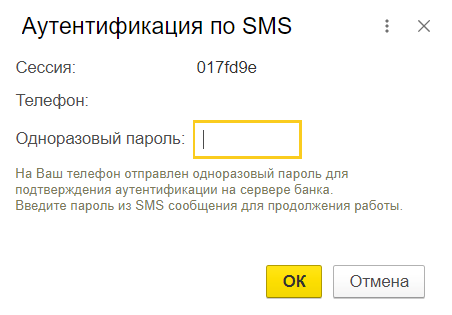 Аутентификация по SMS
Сессия: 017fd9e
Телефон:
Одноразовый пароль:
На Ваш телефон отправлен одноразовый пароль для
подтверждения аутентификации на сервере банка.
Введите пароль из SMS сообщения для продолжения работы.
ОК Отмена